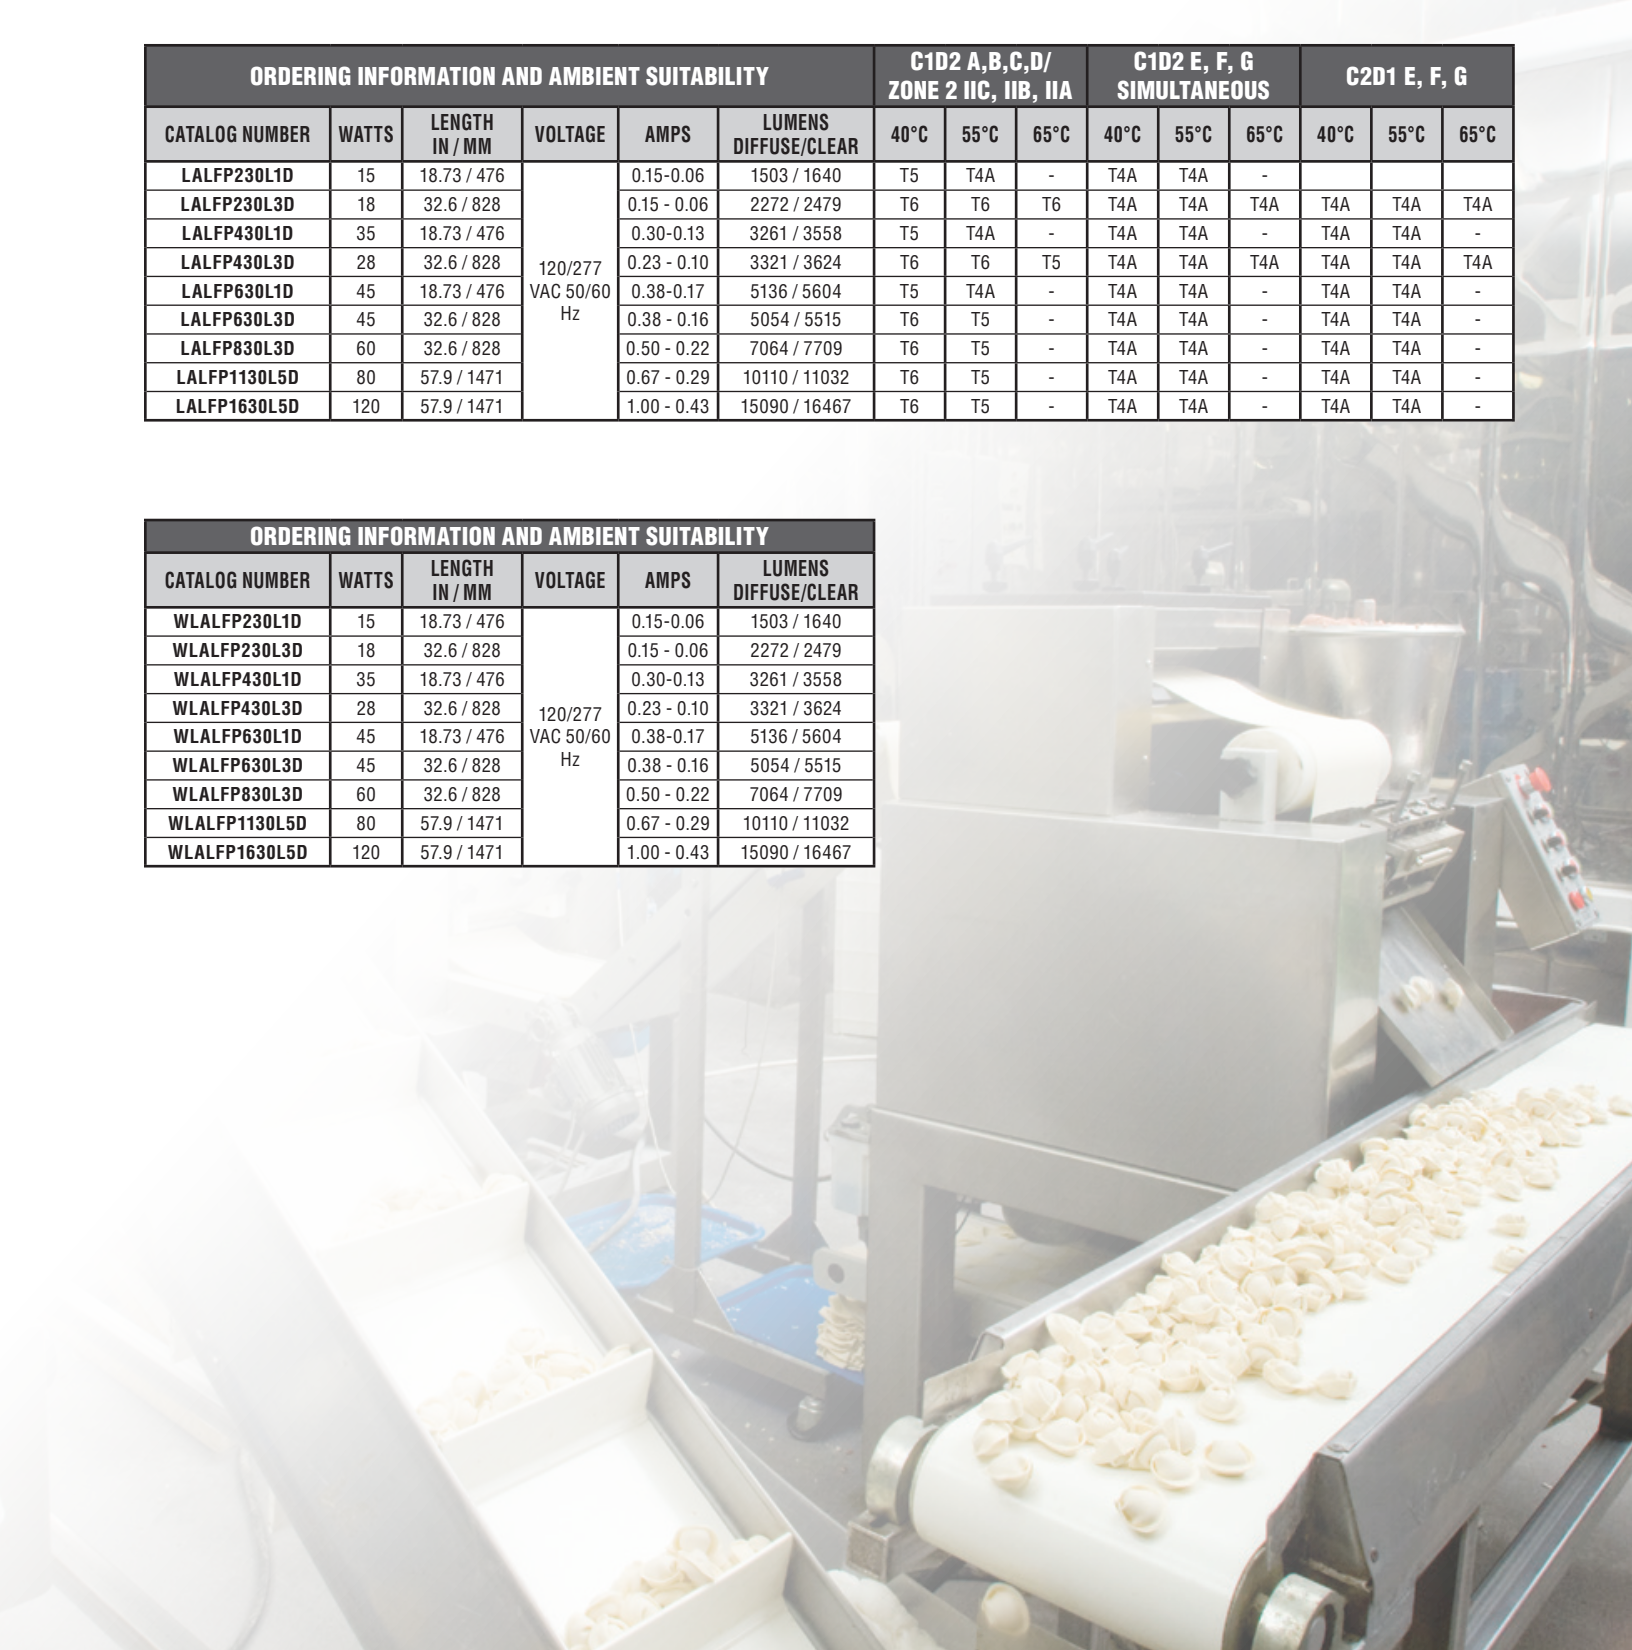 ORDERING INFORMATION AND AMBIENT SUITABILITY C1D2 A,B,C,D/ ZONE 2 IIC, IIB, IIA C1D2 E, F, G SIMULTANEOUS C2D1 E, F, G
CATALOG NUMBER WATTS LENGTH IN / MM VOLTAGE AMPS LUMENS DIFFUSE/CLEAR 40°C 55°C 65°C 40°C 55°C 65°C 40°C 55°C 65°C
LALFP230L1D 15 18.73 / 476 120/277 VAC 50/60 Hz 0.15-0.06 1503 / 1640 T5 T4A - T4A T4A -
LALFP230L3D 18 32.6 / 828 0.15 - 0.06 2272 / 2479 T6 T6 T6 T4A T4A T4A T4A T4A T4A
LALFP430L1D 35 18.73 / 476 0.30-0.13 3261 / 3558 T5 T4A - T4A T4A - T4A T4A -
LALFP430L3D 28 32.6 / 828 0.23 - 0.10 3321 / 3624 T6 T6 T5 T4A T4A T4A T4A T4A T4A
LALFP630L1D 45 18.73 / 476 0.38-0.17 5136 / 5604 T5 T4A - T4A T4A - T4A T4A -
LALFP630L3D 45 32.6 / 828 0.38 - 0.16 5054 / 5515 T6 T5 - T4A T4A - T4A T4A -
LALFP830L3D 60 32.6 / 828 0.50 - 0.22 7064 / 7709 T6 T5 - T4A T4A - T4A T4A -
LALFP1130L5D 80 57.9 / 1471 0.67 - 0.29 10110 / 11032 T6 T5 - T4A T4A - T4A T4A -
LALFP1630L5D 120 57.9 / 1471 1.00 - 0.43 15090 / 16467 T6 T5 - T4A T4A - T4A T4A -
ORDERING INFORMATION AND AMBIENT SUITABILITY
CATALOG NUMBER WATTS LENGTH IN / MM VOLTAGE AMPS LUMENS DIFFUSE/CLEAR
WLALFP230L1D 15 18.73 / 476 120/277 VAC 50/60 Hz 0.15-0.06 1503 / 1640
WLALFP230L3D 18 32.6 / 828 0.15 - 0.06 2272 / 2479
WLALFP430L1D 35 18.73 / 476 0.30-0.13 3261 / 3558
WLALFP430L3D 28 32.6 / 828 0.23 - 0.10 3321 / 3624
WLALFP630L1D 45 18.73 / 476 0.38-0.17 5136 / 5604
WLALFP630L3D 45 32.6 / 828 0.38 - 0.16 5054 / 5515
WLALFP830L3D 60 32.6 / 828 0.50 - 0.22 7064 / 7709
WLALFP1130L5D 80 57.9 / 1471 0.67 - 0.29 10110 / 11032
WLALFP1630L5D 120 57.9 / 1471 1.00 - 0.43 15090 / 16467